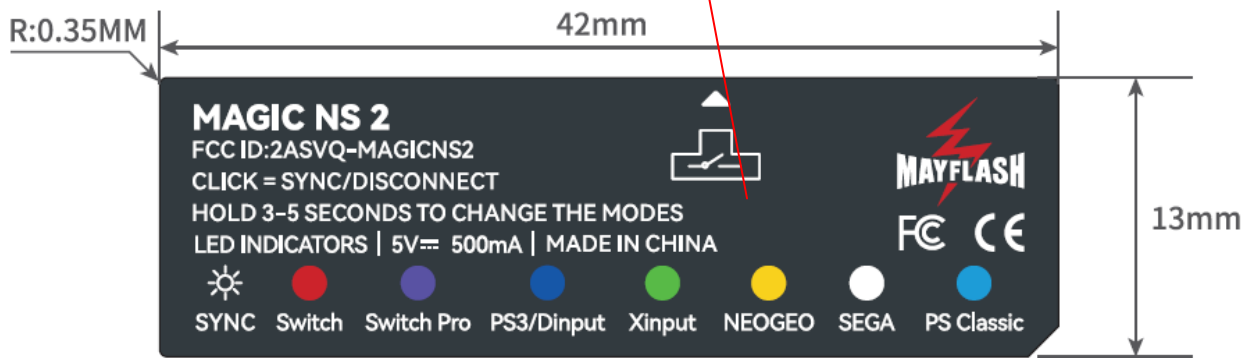 R:0.35MM
42mm
MAGIC NS 2
FCC ID:2ASVQ-MAGICNS2
CLICK = SYNC/DISCONNECT
HOLD 3-5 SECONDS TO CHANGE THE MODES
LED INDICATORS | 5V⎓ 500mA | MADE IN CHINA
MAYFLASH
FC CE
13mm
SYNC Switch Switch Pro PS3/Dinput Xinput NEOGEO SEGA PS Classic